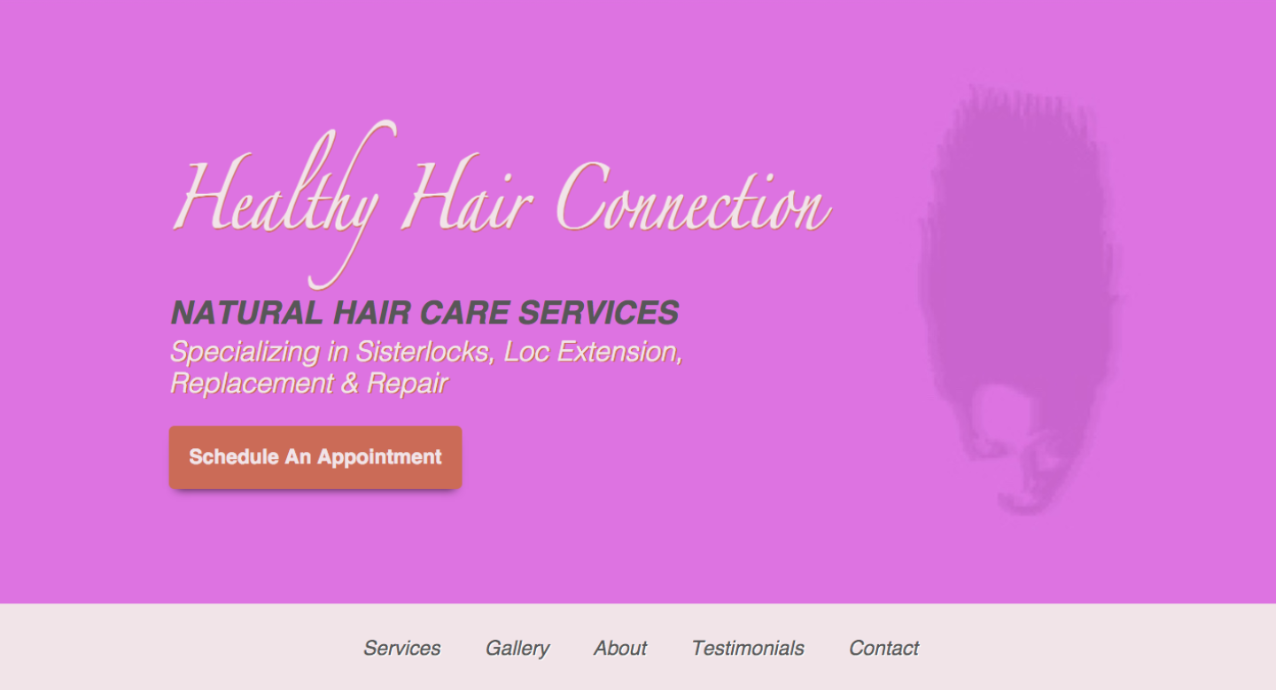 Healthy Hair Connection
NATURAL HAIR CARE SERVICES
Specializing in Sisterlocks, Loc Extension,
Replacement & Repair
Schedule An Appointment
Services Gallery About Testimonials Contact